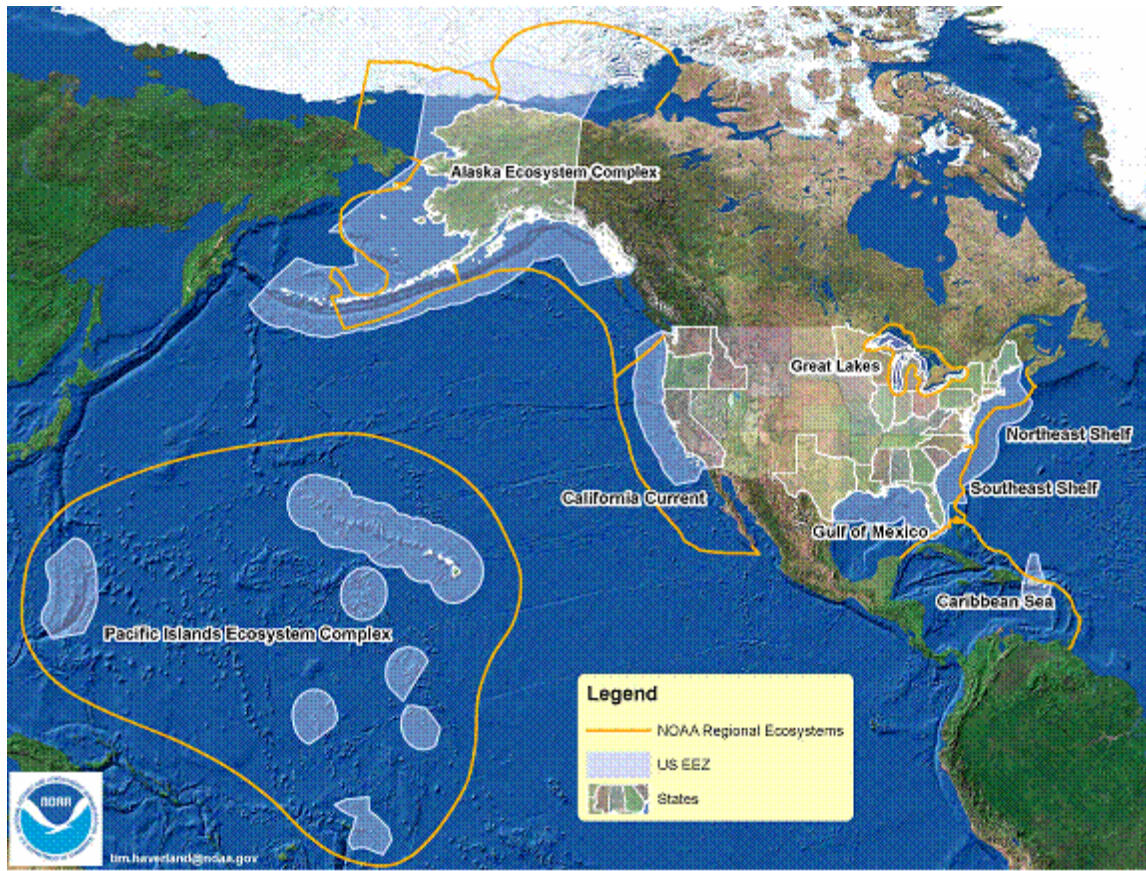 Alaska Ecosystem Complex
Great Lakes
Northeast Shelf
Southeast Shelf
California Current
Gulf of Mexico
Caribbean Sea
Pacific Islands Ecosystem Complex
Legend
NOAA Regional Ecosystems
US EEZ
States
NOAA
tim.haverland@noaa.gov